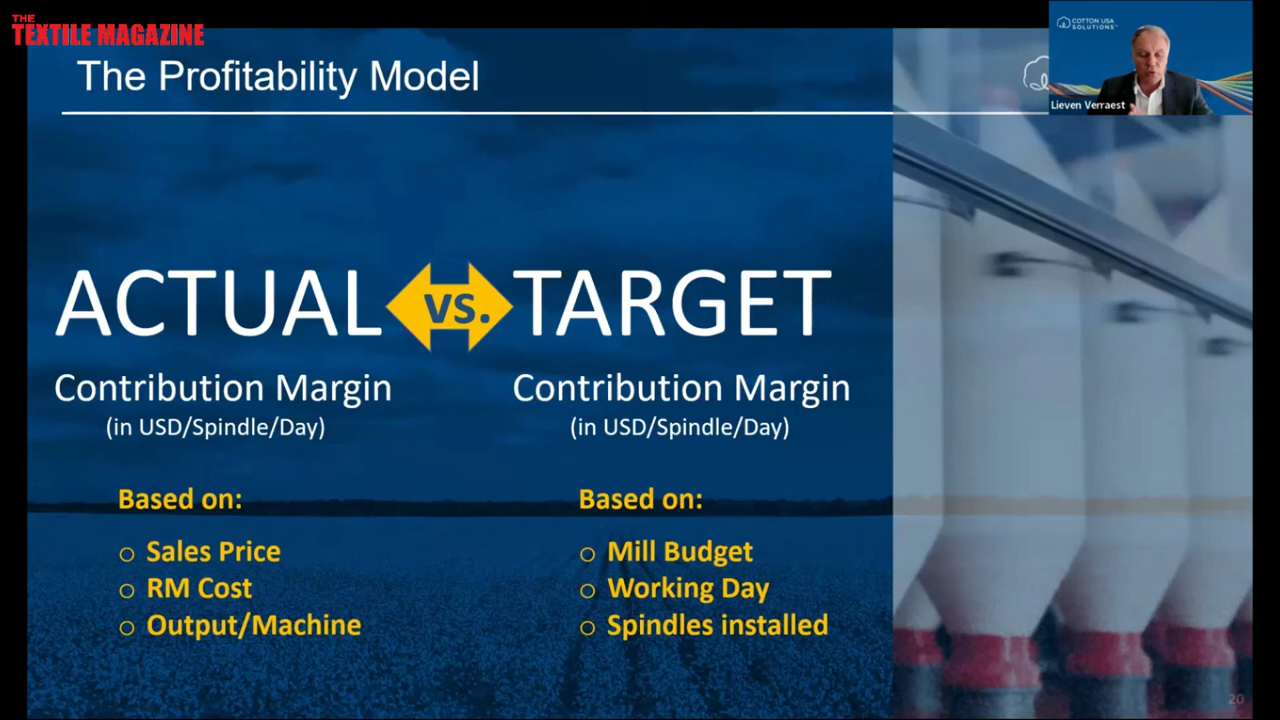 THE
TEXTILE MAGAZINE
The Profitability Model
COTTON USA
SOLUTIONS™
Lieven Verraest
ACTUAL vs. TARGET
Contribution Margin
(in USD/Spindle/Day)
Based on:
o Sales Price
o RM Cost
o Output/Machine
Contribution Margin
(in USD/Spindle/Day)
Based on:
o Mill Budget
o Working Day
o Spindles installed
20